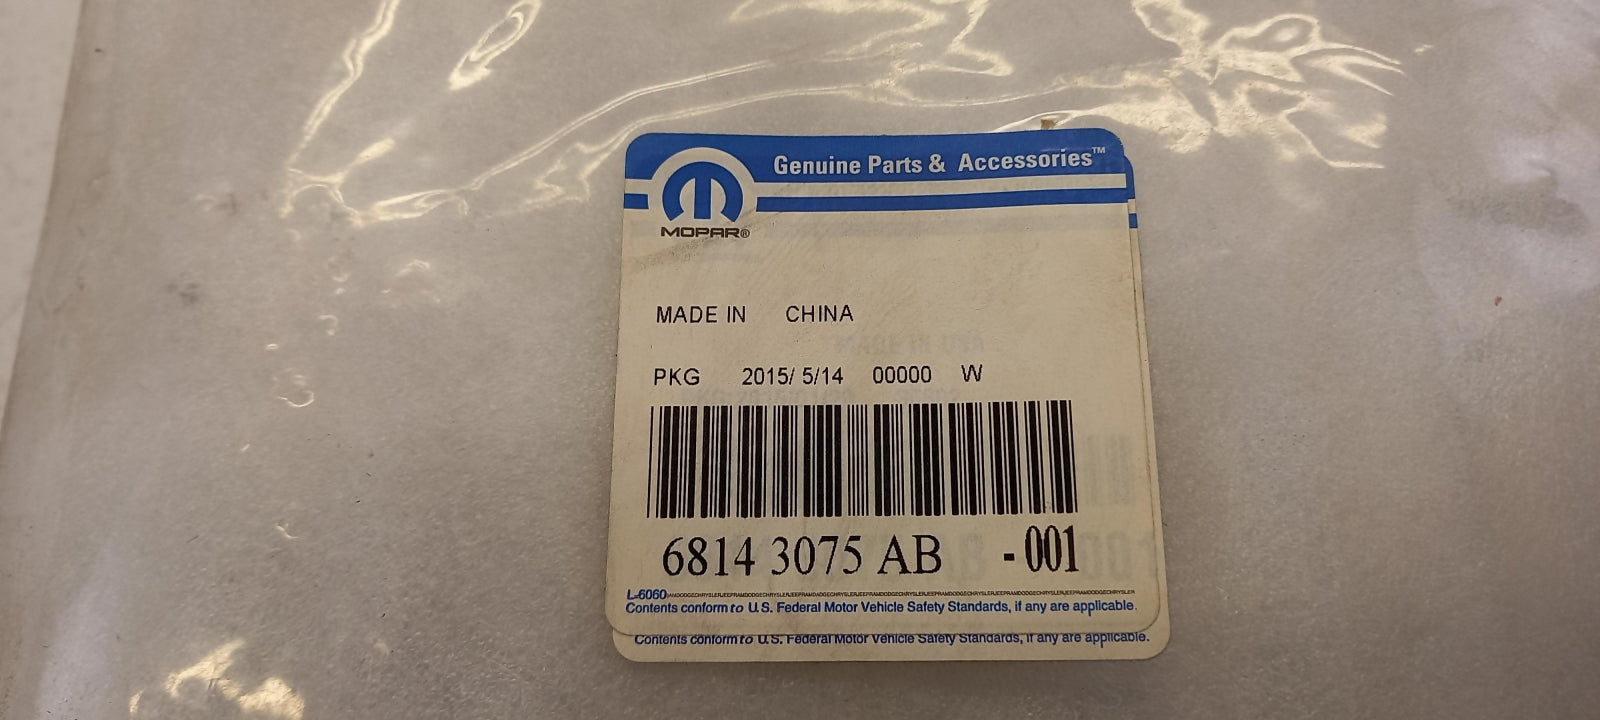 Genuine Parts & Accessories™
MOPAR®
MADE IN CHINA
PKG 2015/ 5/14 00000 W
6814 3075 AB -001
L-6060
Contents conform to U.S. Federal Motor Vehicle Safety Standards, if any are applicable.
Contents conform to U.S. Federal Motor Vehicle Safety Standards, if any are applicable.